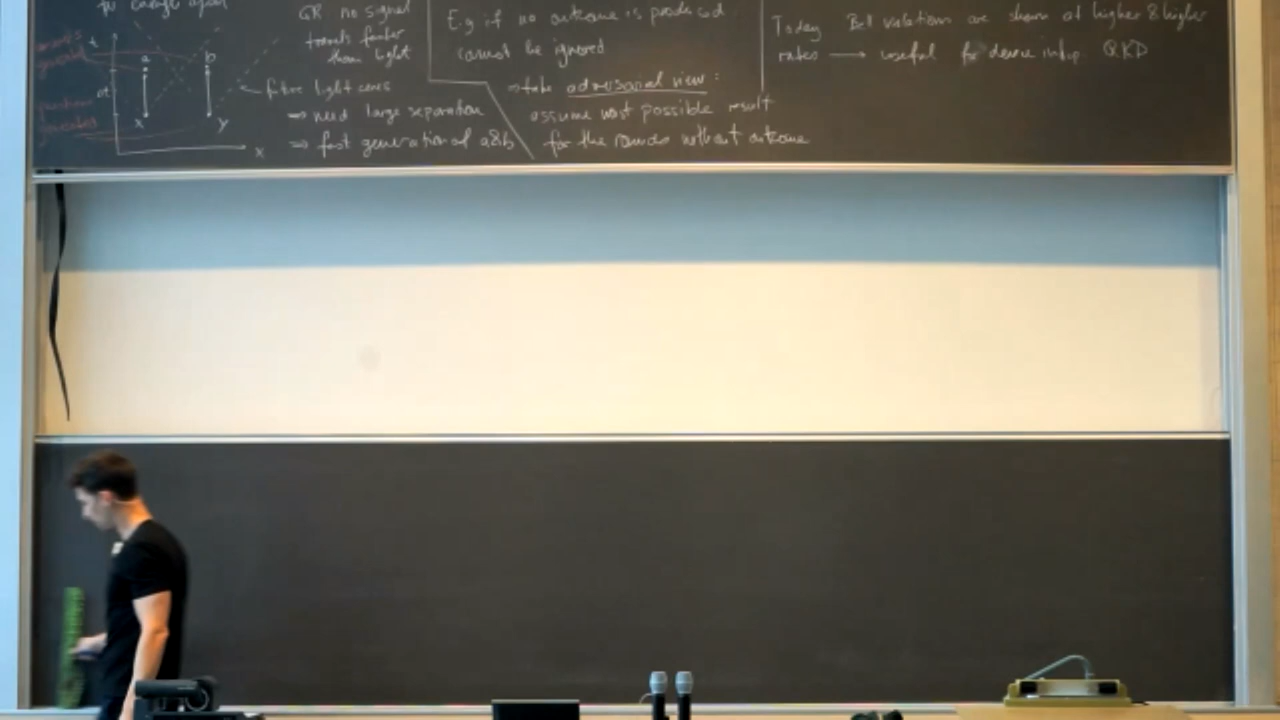 to
GR no signal
travels faster
than light
future light cones
⇒ need large separation
⇒ fast generation of a&b
t
a
b
x
y
x
E.g if no outcome is produced
cannot be ignored
⇒ take adversarial view:
assume worst possible result
for the rounds without outcome
Today Bell violations are shown at higher & higher
rates ⟶ useful for device indep. QKD